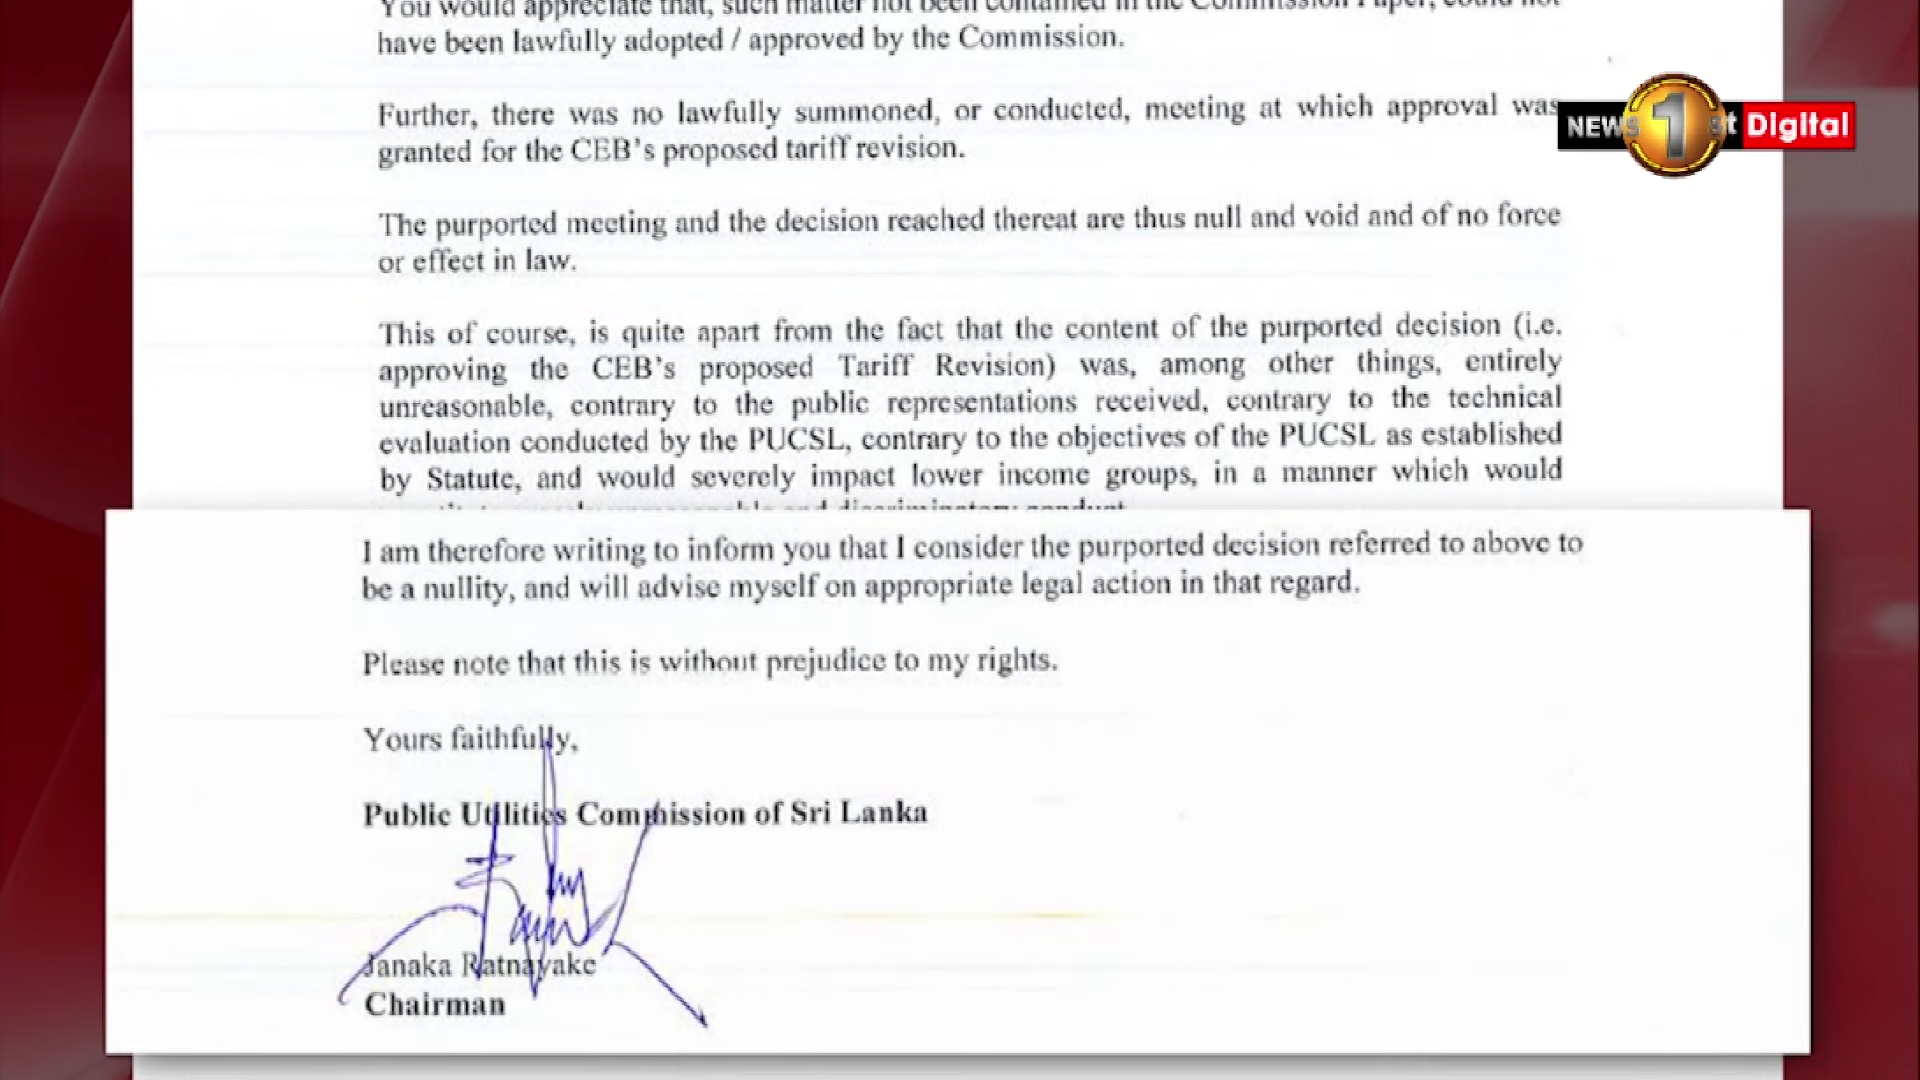 You would appreciate that, such matter not been contained in the Commission Paper, could not
have been lawfully adopted / approved by the Commission.
NEWS 1st Digital
Further, there was no lawfully summoned, or conducted, meeting at which approval was
granted for the CEB's proposed tariff revision.
The purported meeting and the decision reached thereat are thus null and void and of no force
or effect in law.
This of course, is quite apart from the fact that the content of the purported decision (i.e.
approving the CEB's proposed Tariff Revision) was, among other things, entirely
unreasonable, contrary to the public representations received, contrary to the technical
evaluation conducted by the PUCSL, contrary to the objectives of the PUCSL as established
by Statute, and would severely impact lower income groups, in a manner which would
and discriminatory conduct
I am therefore writing to inform you that I consider the purported decision referred to above to
be a nullity, and will advise myself on appropriate legal action in that regard.
Please note that this is without prejudice to my rights.
Yours faithfully,
Public Utilities Commission of Sri Lanka
Janaka Ratnayake
Chairman